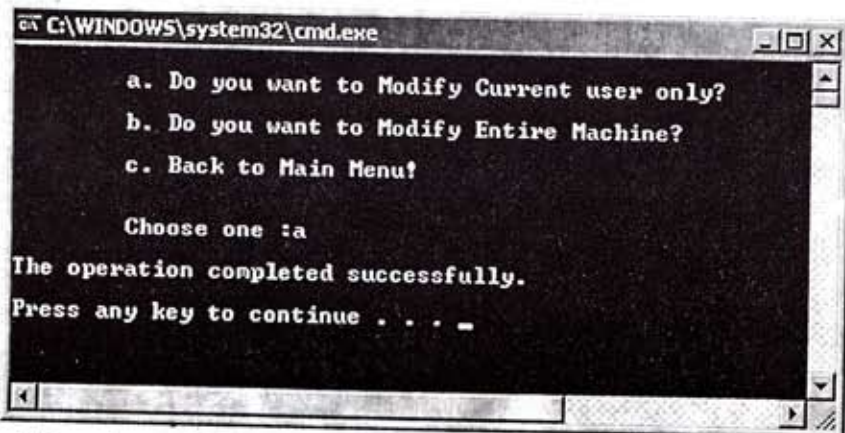 C:\WINDOWS\system32\cmd.exe
a. Do you want to Modify Current user only?
b. Do you want to Modify Entire Machine?
c. Back to Main Menu!
Choose one :a
The operation completed successfully.
Press any key to continue . . . _